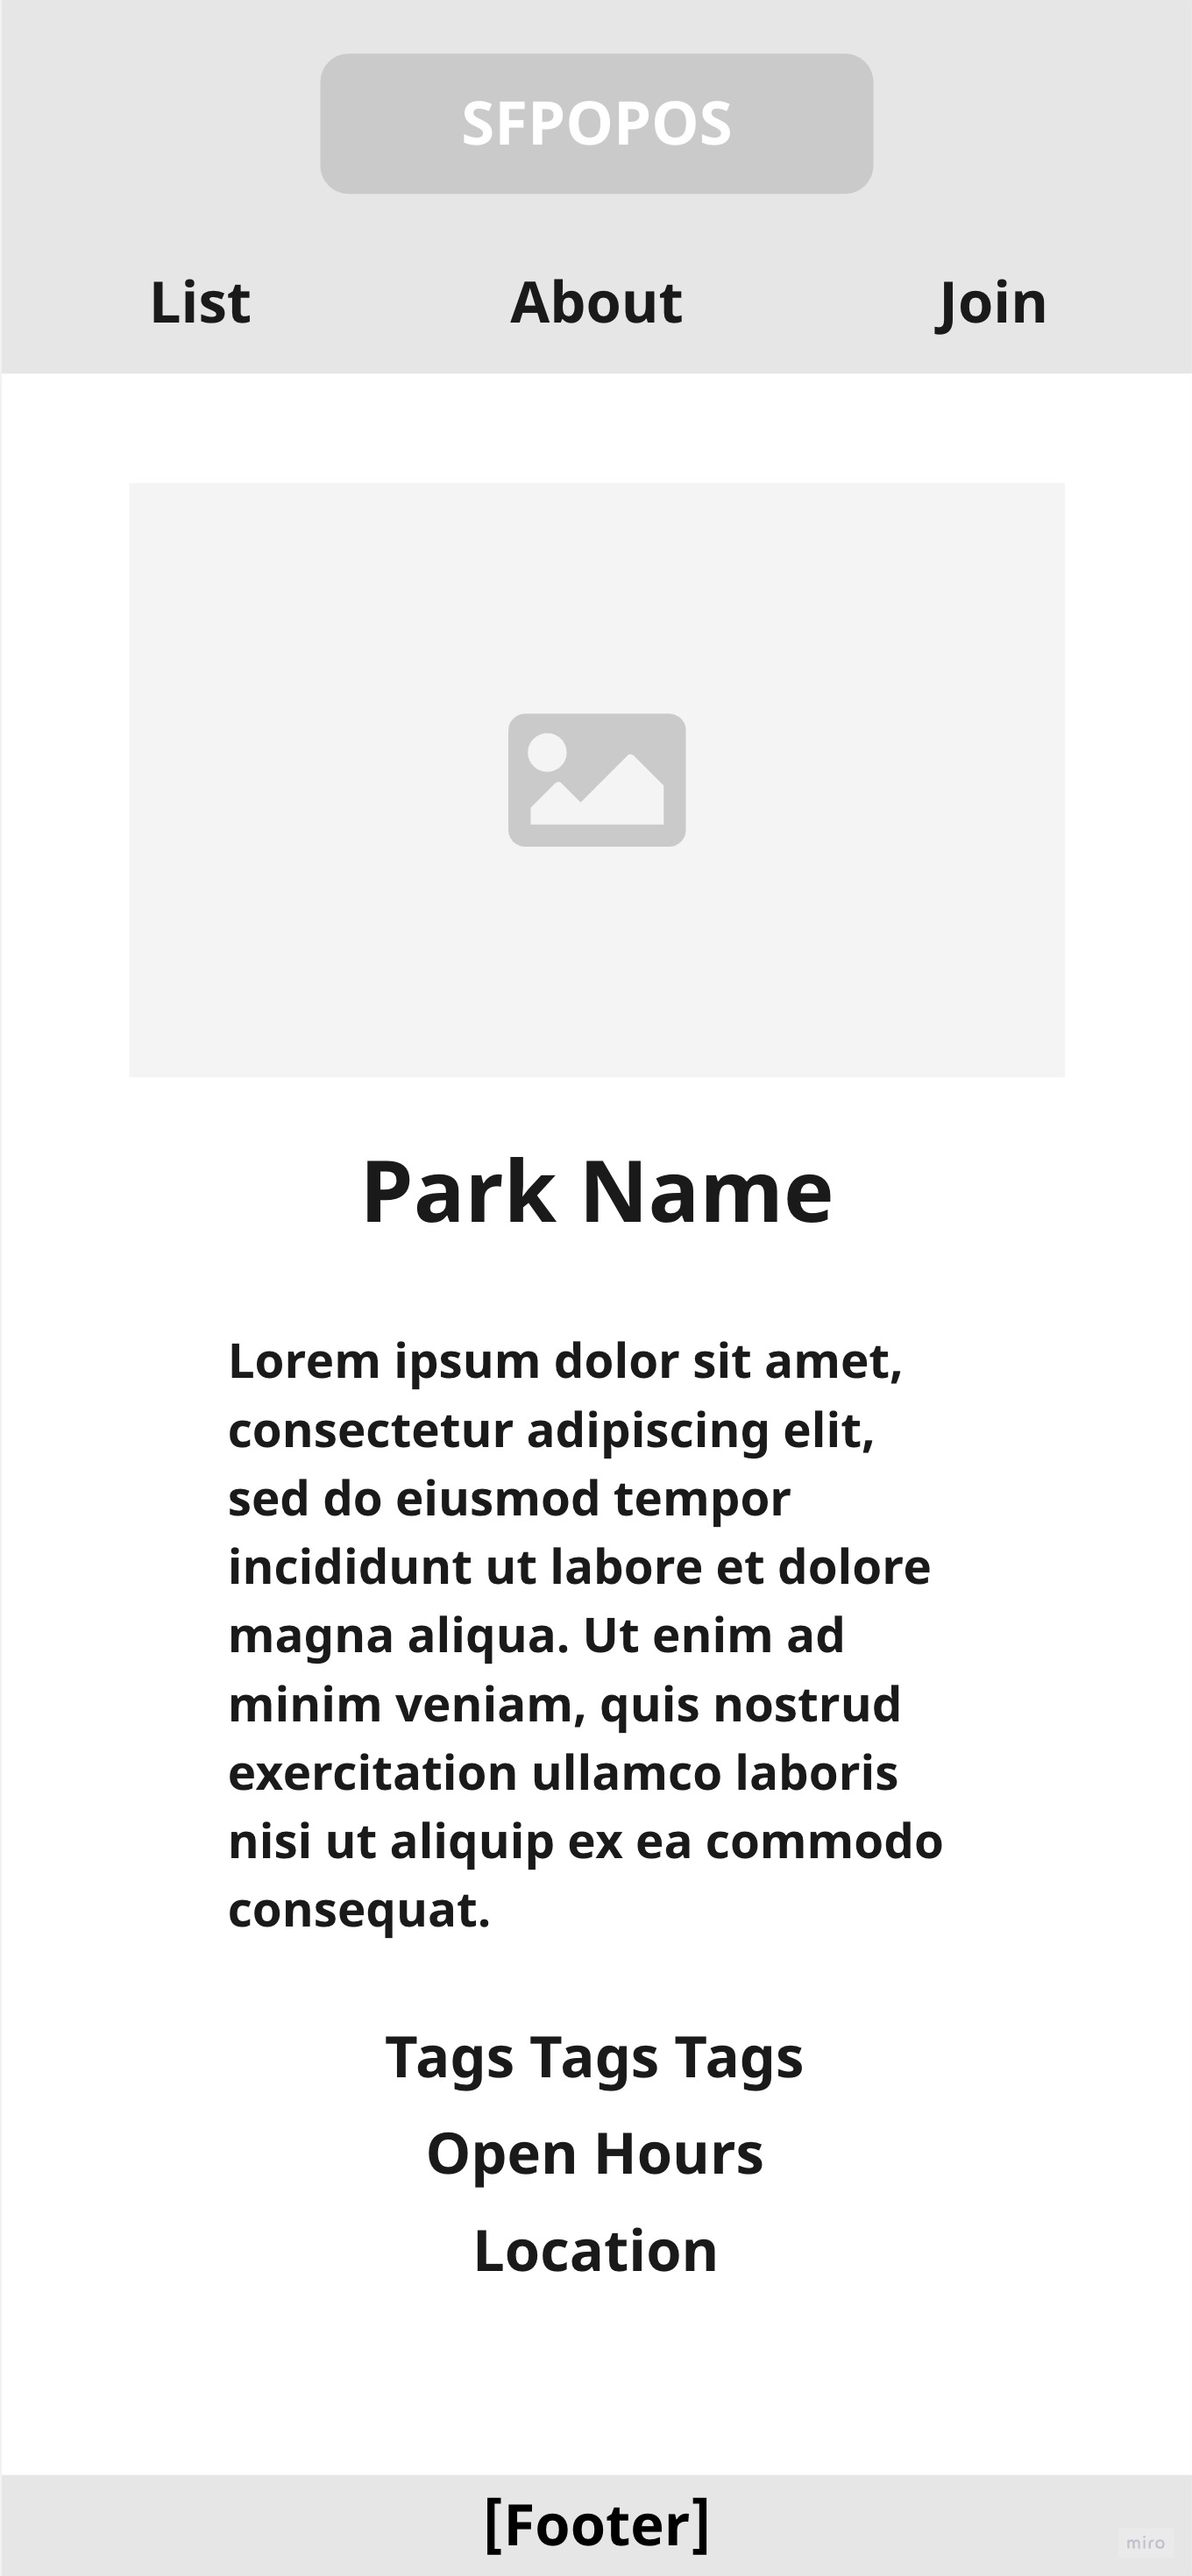 SFPOPOS
List About Join
Park Name
Lorem ipsum dolor sit amet,
consectetur adipiscing elit,
sed do eiusmod tempor
incididunt ut labore et dolore
magna aliqua. Ut enim ad
minim veniam, quis nostrud
exercitation ullamco laboris
nisi ut aliquip ex ea commodo
consequat.
Tags Tags Tags
Open Hours
Location
[Footer]
miro